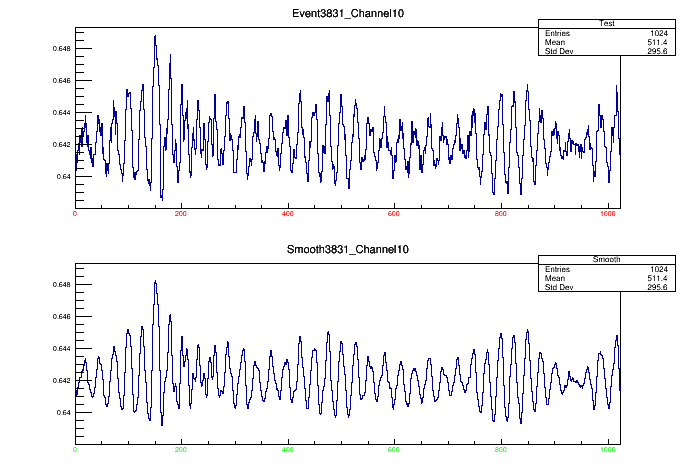 Event3831_Channel10
Test
Entries 1024
Mean 511.4
Std Dev 295.6
0.648
0.646
0.644
0.642
0.64
0 200 400 600 800 1000
Smooth3831_Channel10
Smooth
Entries 1024
Mean 511.4
Std Dev 295.6
0.648
0.646
0.644
0.642
0.64
0 200 400 600 800 1000